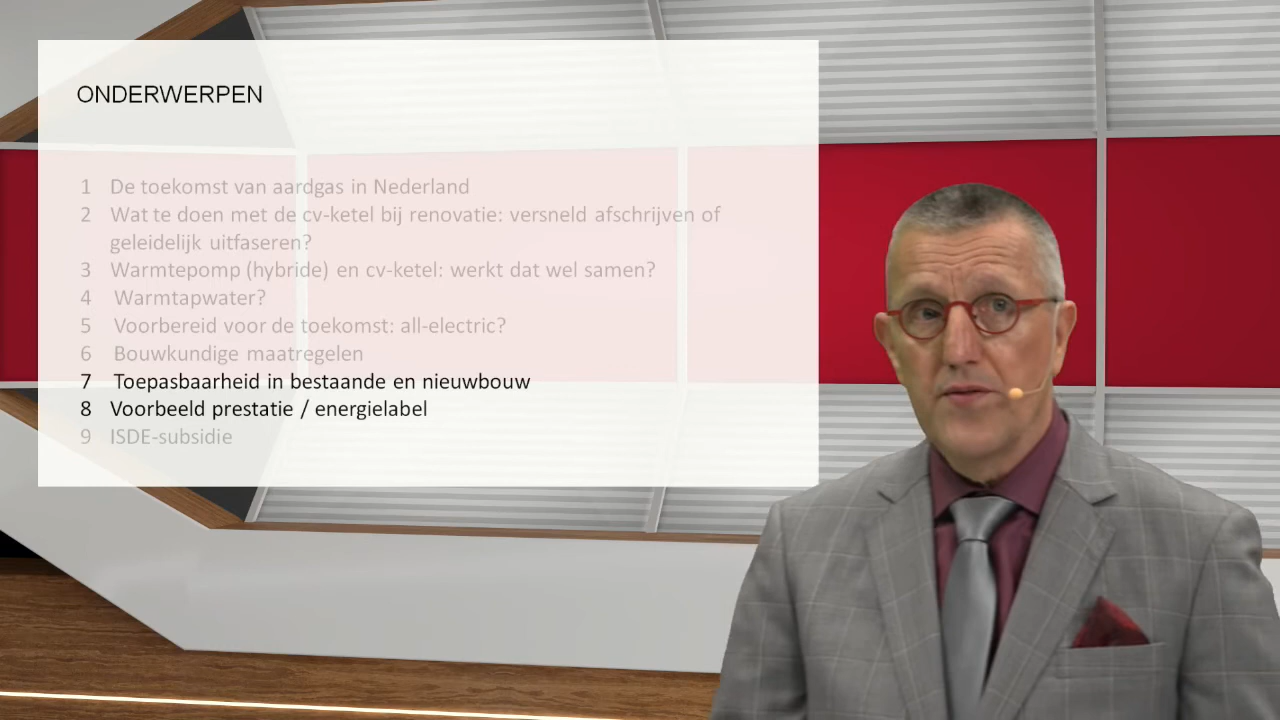 ONDERWERPEN
1 De toekomst van aardgas in Nederland
2 Wat te doen met de cv-ketel bij renovatie: versneld afschrijven of
geleidelijk uitfaseren?
3 Warmtepomp (hybride) en cv-ketel: werkt dat wel samen?
4 Warmtapwater?
5 Voorbereid voor de toekomst: all-electric?
6 Bouwkundige maatregelen
7 Toepasbaarheid in bestaande en nieuwbouw
8 Voorbeeld prestatie / energielabel
9 ISDE-subsidie